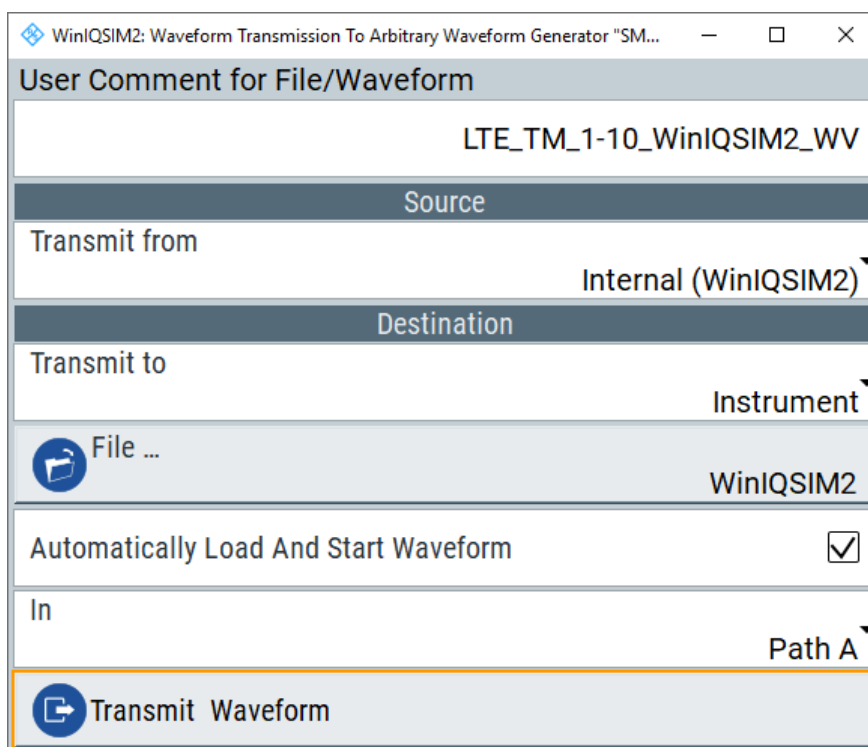 WinIQSIM2: Waveform Transmission To Arbitrary Waveform Generator "SM...
User Comment for File/Waveform
LTE_TM_1-10_WinIQSIM2_WV
Source
Transmit from
Internal (WinIQSIM2)
Destination
Transmit to
Instrument
File ...
WinIQSIM2
Automatically Load And Start Waveform
In
Path A
Transmit Waveform